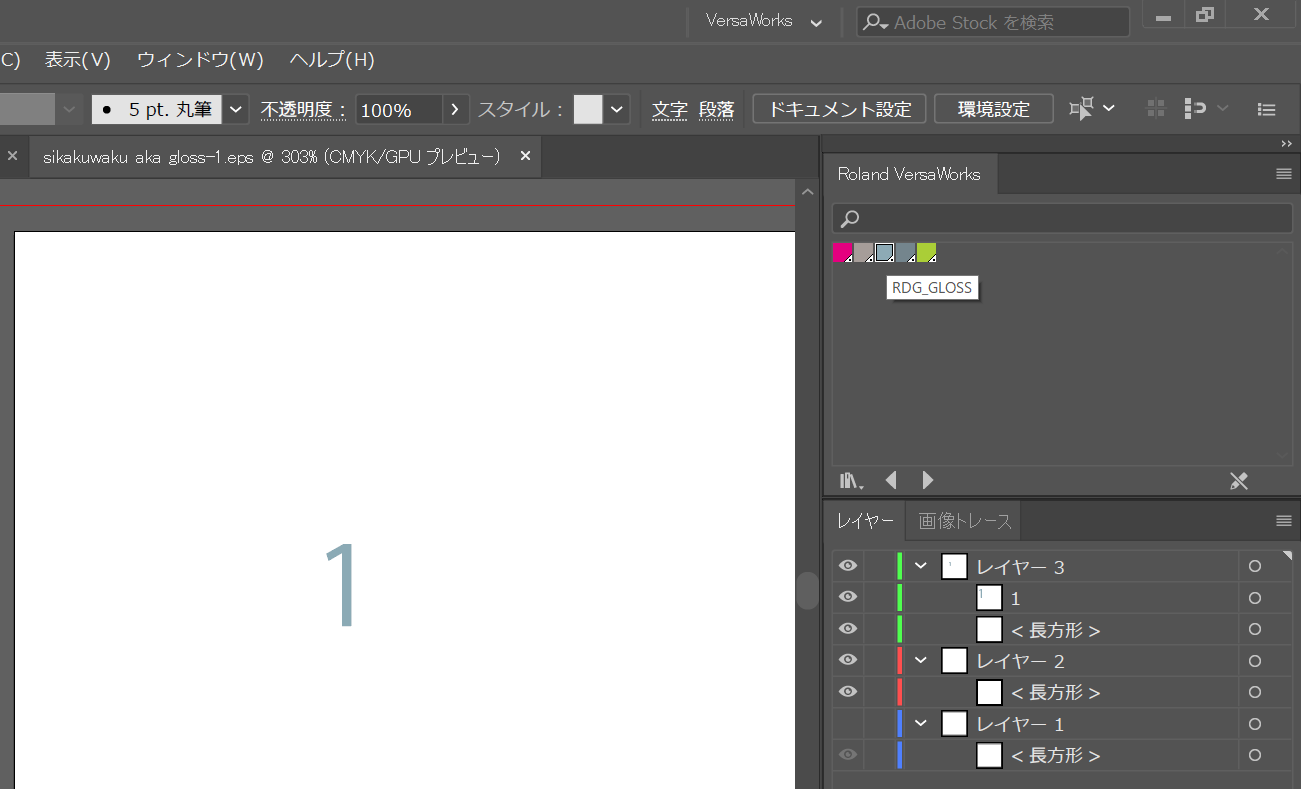 VersaWorks
Adobe Stock を検索
C) 表示(V) ウィンドウ(W) ヘルプ(H)
5 pt. 丸筆 不透明度： 100% スタイル： 文字 段落 ドキュメント設定 環境設定
sikakuwaku aka gloss-1.eps @ 303% (CMYK/GPU プレビュー)
Roland VersaWorks
RDG_GLOSS
1
レイヤー 画像トレース
レイヤー 3
1
< 長方形 >
レイヤー 2
< 長方形 >
レイヤー 1
< 長方形 >